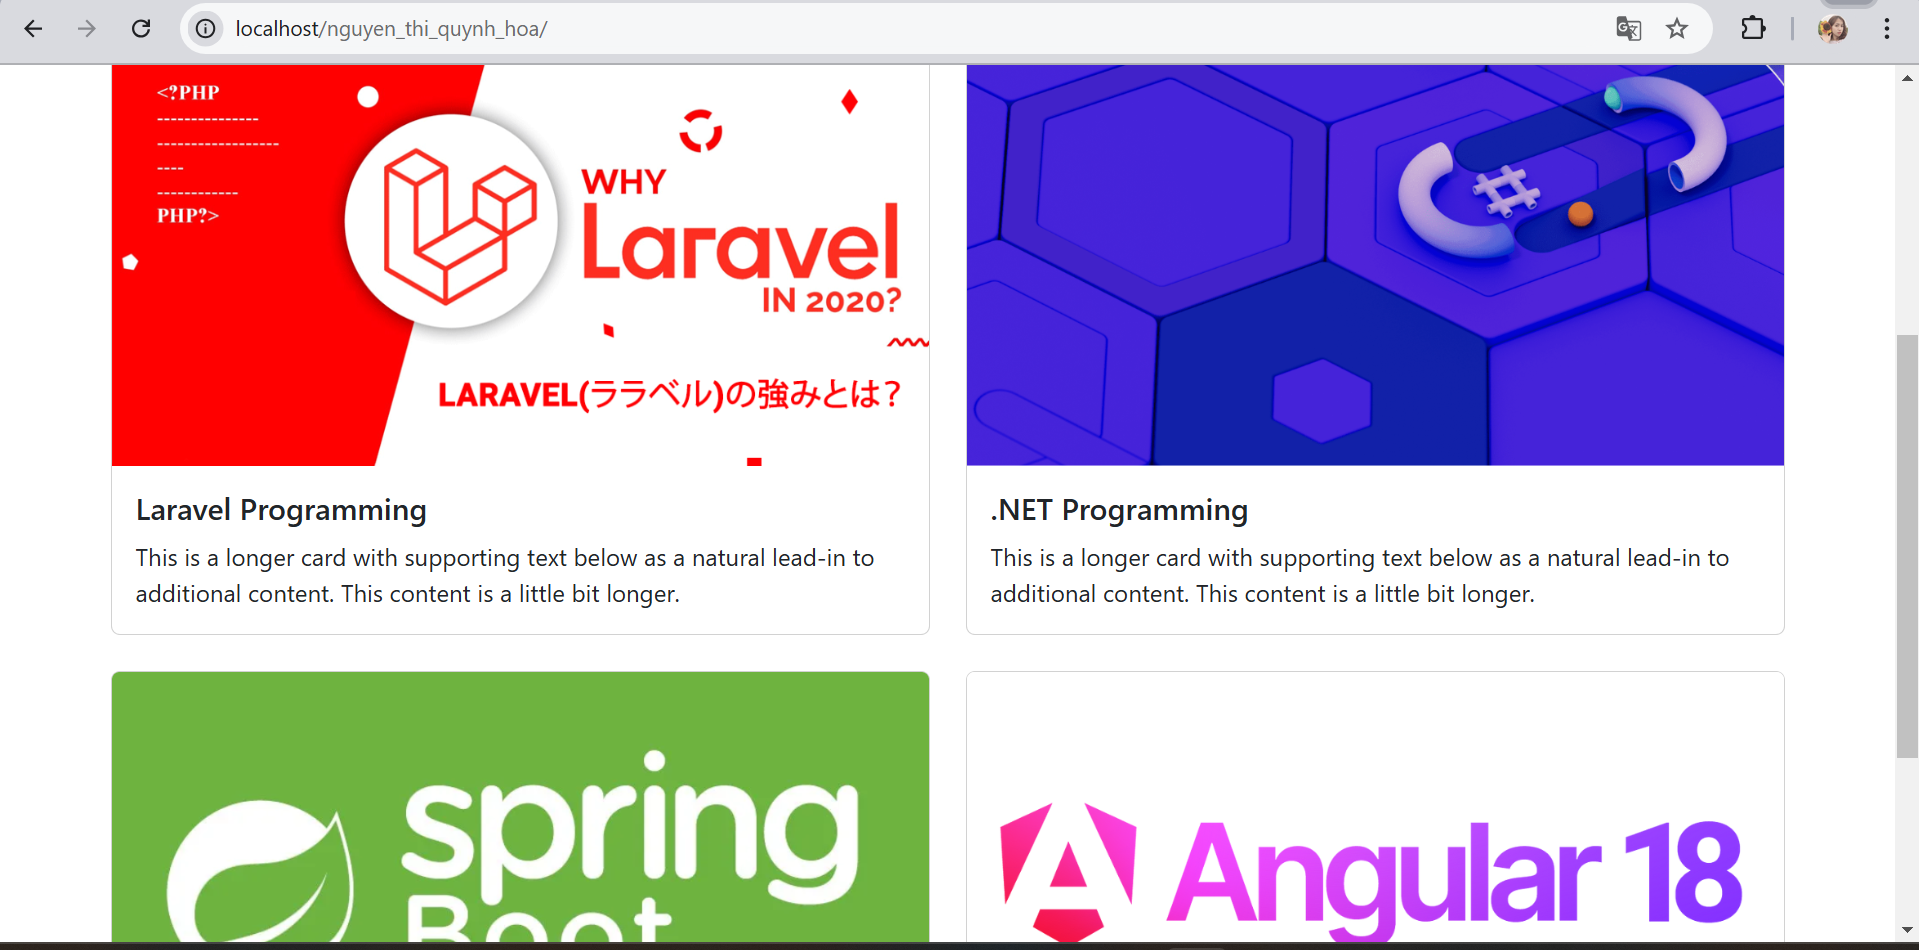 localhost/nguyen_thi_quynh_hoa/
<?PHP
---------------
------------------
----
------------
PHP?>
WHY
Laravel
IN 2020?
LARAVEL(ララベル)の強みとは?
Laravel Programming
This is a longer card with supporting text below as a natural lead-in to
additional content. This content is a little bit longer.
.NET Programming
This is a longer card with supporting text below as a natural lead-in to
additional content. This content is a little bit longer.
spring
Boot
Angular 18